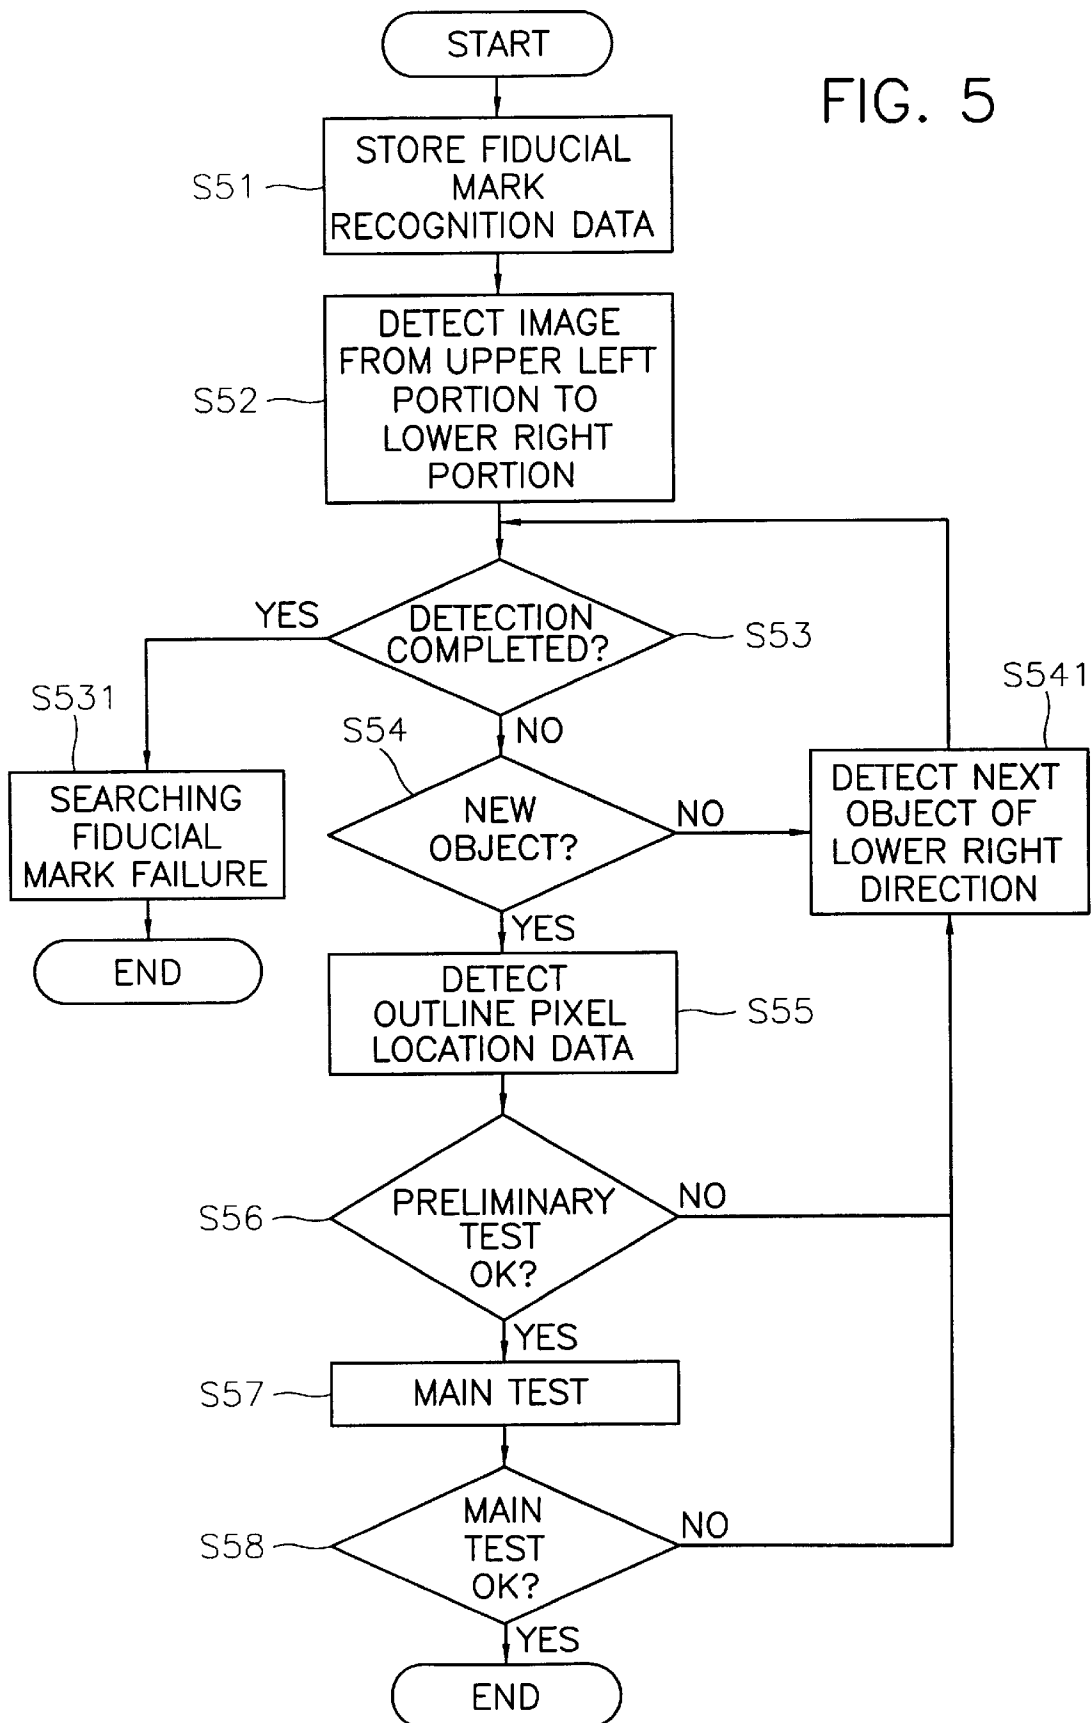 START
FIG. 5
S51
STORE FIDUCIAL
MARK
RECOGNITION DATA
S52
DETECT IMAGE
FROM UPPER LEFT
PORTION TO
LOWER RIGHT
PORTION
YES
DETECTION
COMPLETED?
S53
S531
NO
S54
S541
SEARCHING
FIDUCIAL
MARK FAILURE
NEW
OBJECT?
NO
DETECT NEXT
OBJECT OF
LOWER RIGHT
DIRECTION
YES
END
DETECT
OUTLINE PIXEL
LOCATION DATA
S55
S56
PRELIMINARY
TEST
OK?
NO
YES
S57
MAIN TEST
S58
MAIN
TEST
OK?
NO
YES
END